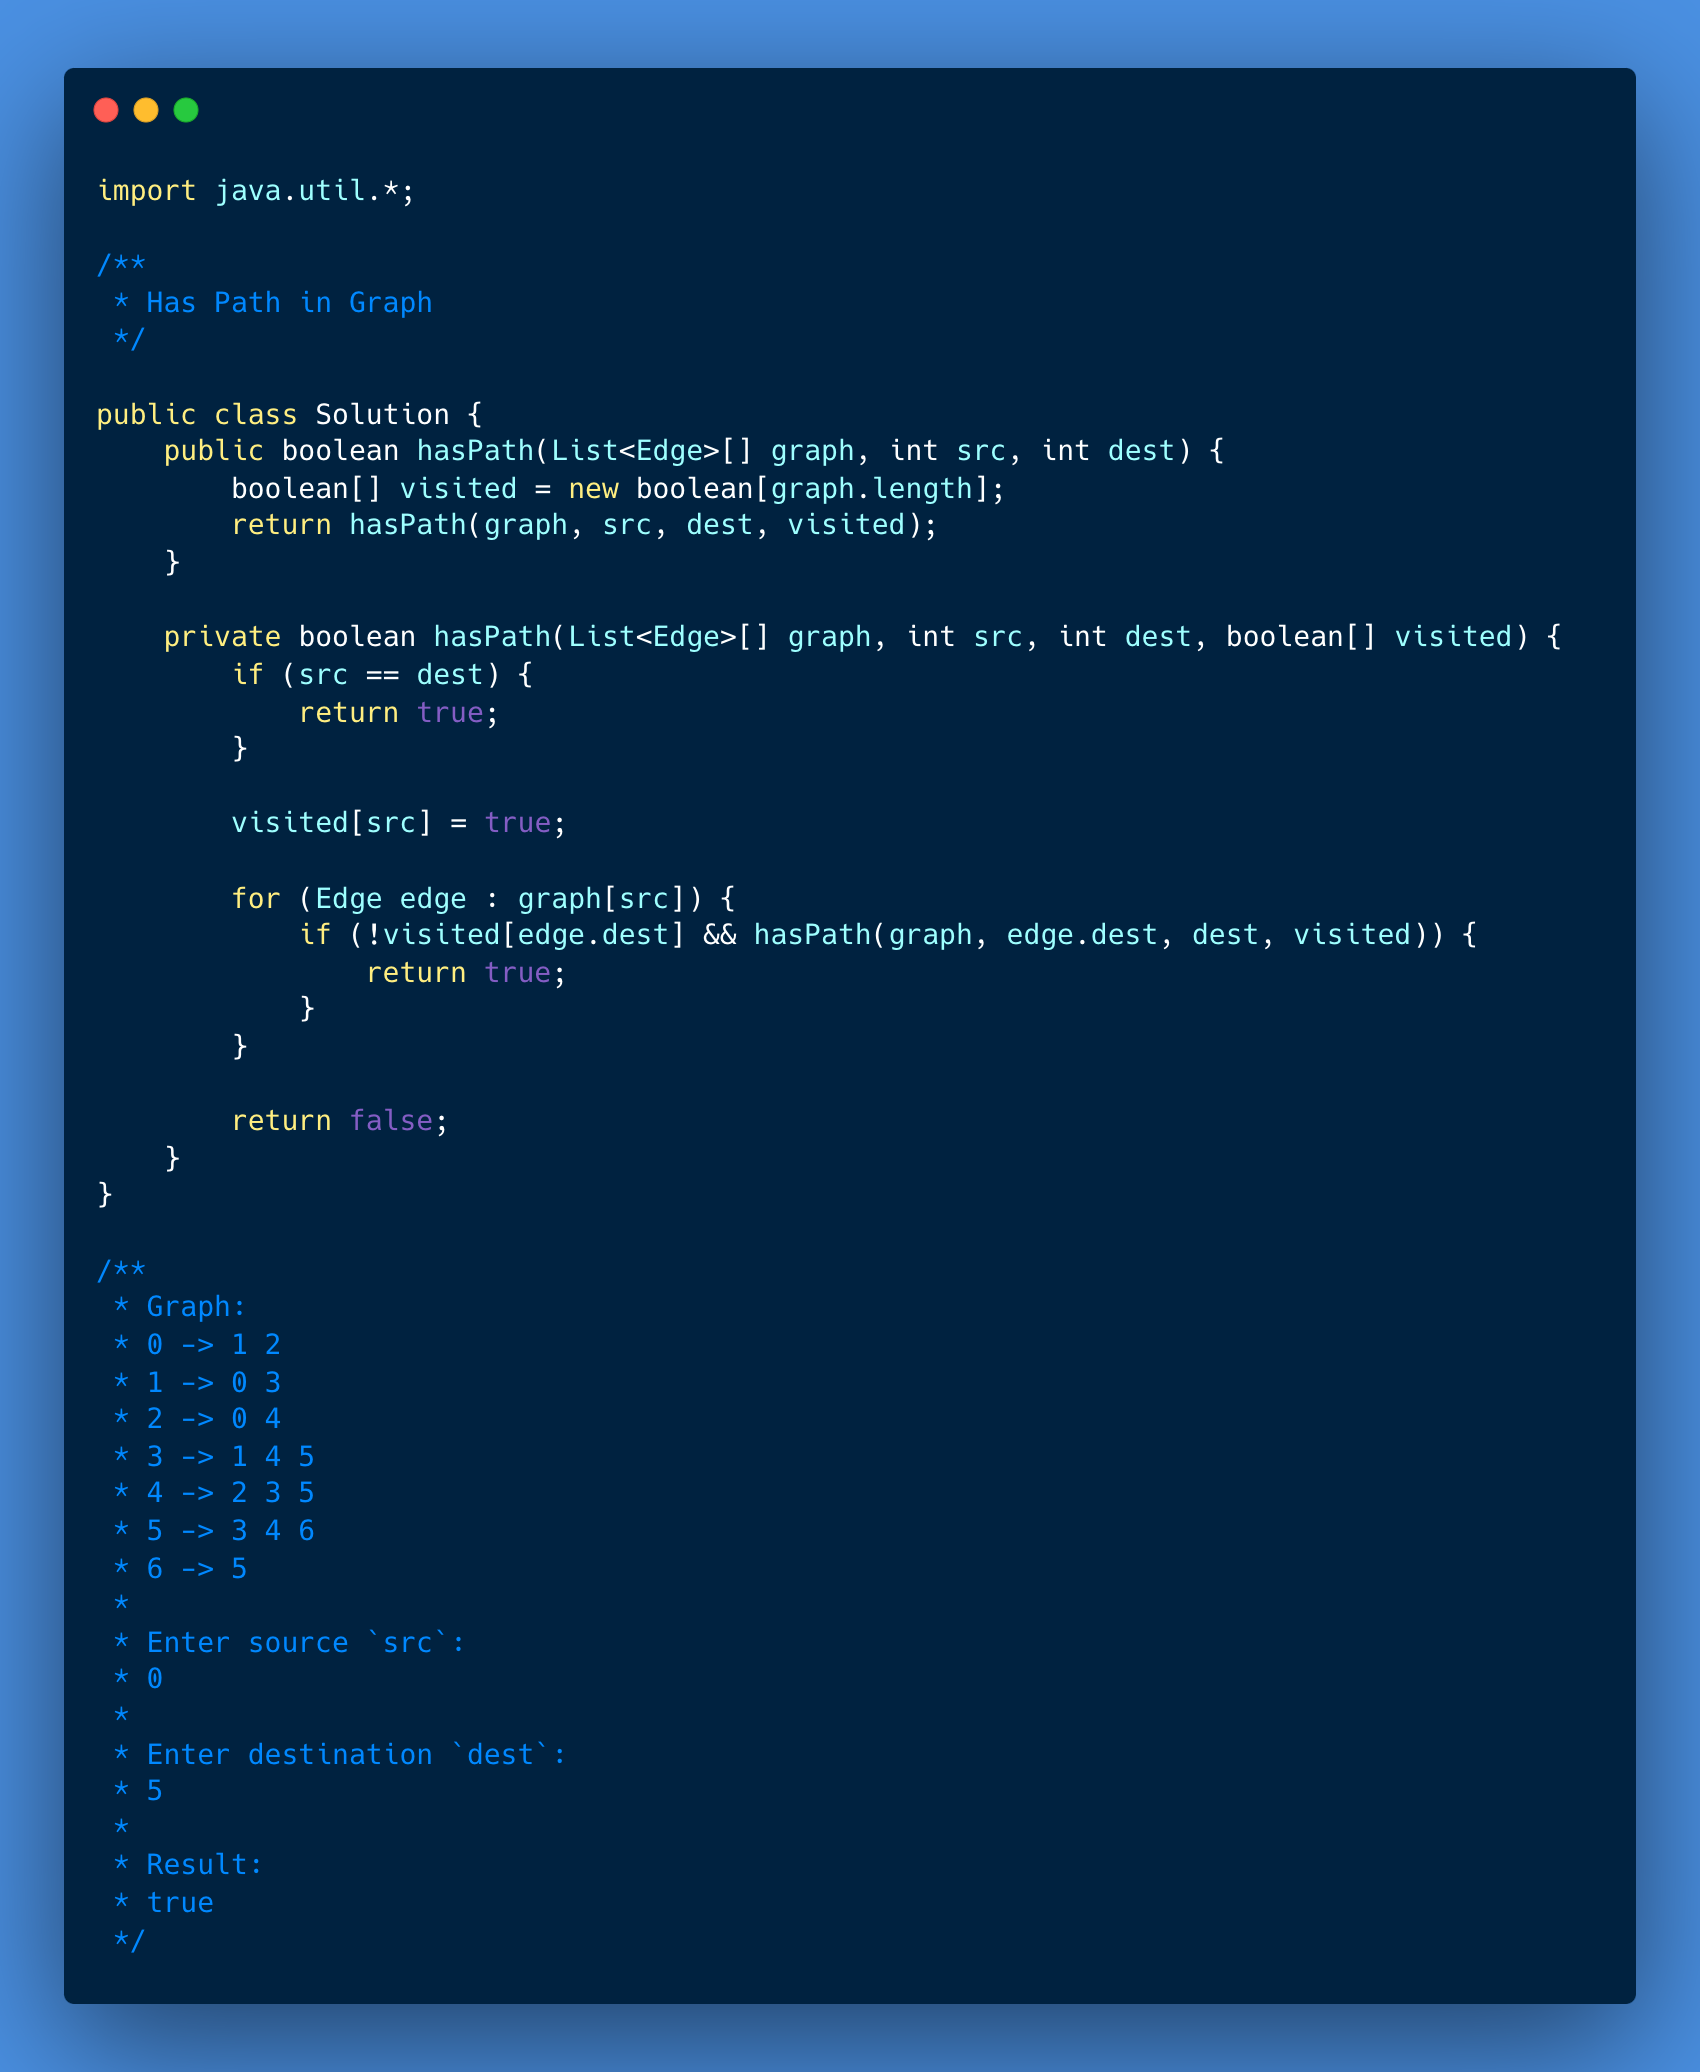 import java.util.*;

/**
 * Has Path in Graph
 */

public class Solution {
    public boolean hasPath(List<Edge>[] graph, int src, int dest) {
        boolean[] visited = new boolean[graph.length];
        return hasPath(graph, src, dest, visited);
    }

    private boolean hasPath(List<Edge>[] graph, int src, int dest, boolean[] visited) {
        if (src == dest) {
            return true;
        }

        visited[src] = true;

        for (Edge edge : graph[src]) {
            if (!visited[edge.dest] && hasPath(graph, edge.dest, dest, visited)) {
                return true;
            }
        }

        return false;
    }
}

/**
 * Graph:
 * 0 -> 1 2
 * 1 -> 0 3
 * 2 -> 0 4
 * 3 -> 1 4 5
 * 4 -> 2 3 5
 * 5 -> 3 4 6
 * 6 -> 5
 *
 * Enter source `src`:
 * 0
 *
 * Enter destination `dest`:
 * 5
 *
 * Result:
 * true
 */